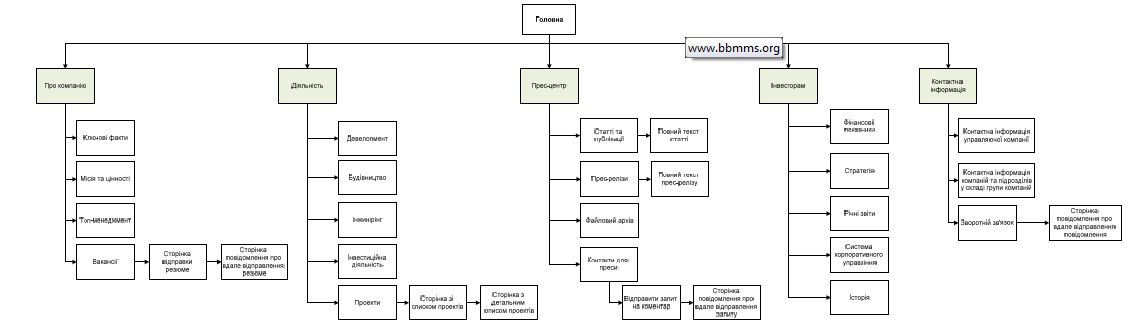 Головна
www.bbmms.org
Про компанію
Діяльність
Прес-центр
Інвесторам
Контактна
інформація
Ключові факти
Місія та цінності
Топ-менеджмент
Вакансії
Сторінка
відправки
резюме
Сторінка
повідомлення про
вдале відправлення
резюме
Девелопмент
Будівництво
Інжинірінг
Інвестиційна
діяльність
Проекти
Сторінка зі
списком проектів
Сторінка з
детальним
описом проектів
Статті та
публікації
Повний текст
статті
Прес-релізи
Повний текст
прес-релізу
Файловий архів
Контакти для
преси
Відправити запит
на коментар
Сторінка
повідомлення про
вдале відправлення
запиту
Фінансові
показники
Стратегія
Річні звіти
Система
корпоративного
управління
Історія
Контактна інформація
управляючої компанії
Контактна інформація
компаній та підрозділів
у складі групи компаній
Зворотній зв'язок
Сторінка
повідомлення про
вдале відправлення
повідомлення